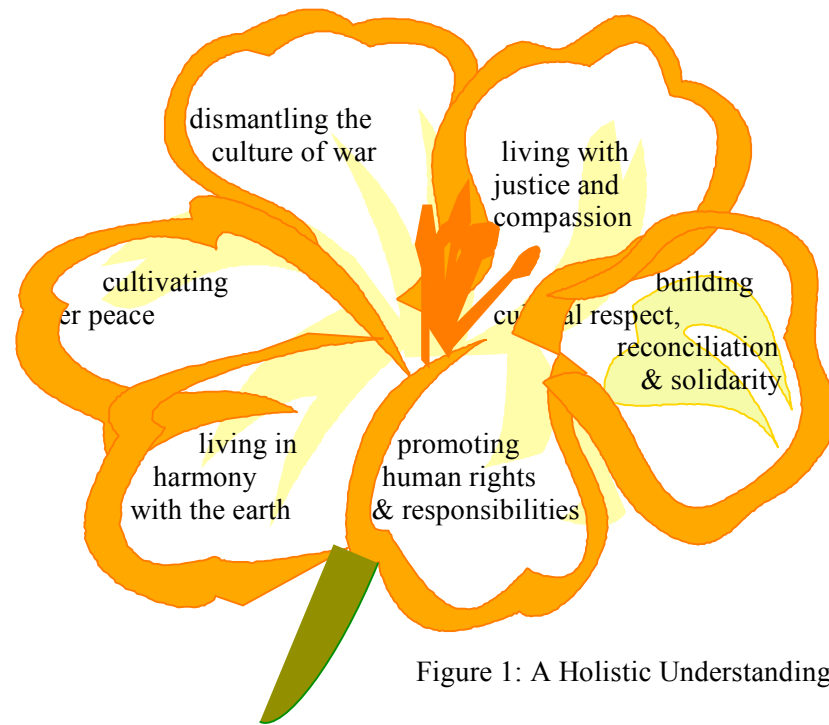 dismantling the
culture of war
living with
justice and
compassion
cultivating
er peace
building
respect,
reconciliation
& solidarity
living in
harmony
with the earth
promoting
human rights
& responsibilities
Figure 1: A Holistic Understanding